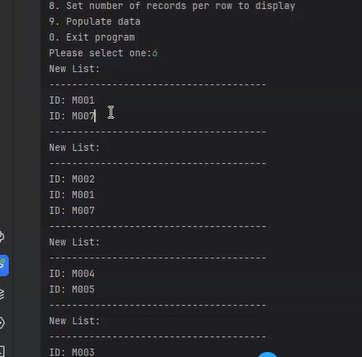 8. Set number of records per row to display
9. Populate data
0. Exit program
Please select one:6
New List:
--------------------------------------
ID: M001
ID: M007
--------------------------------------
New List:
--------------------------------------
ID: M002
ID: M001
ID: M007
--------------------------------------
New List:
--------------------------------------
ID: M004
ID: M005
--------------------------------------
New List:
--------------------------------------
ID: M003